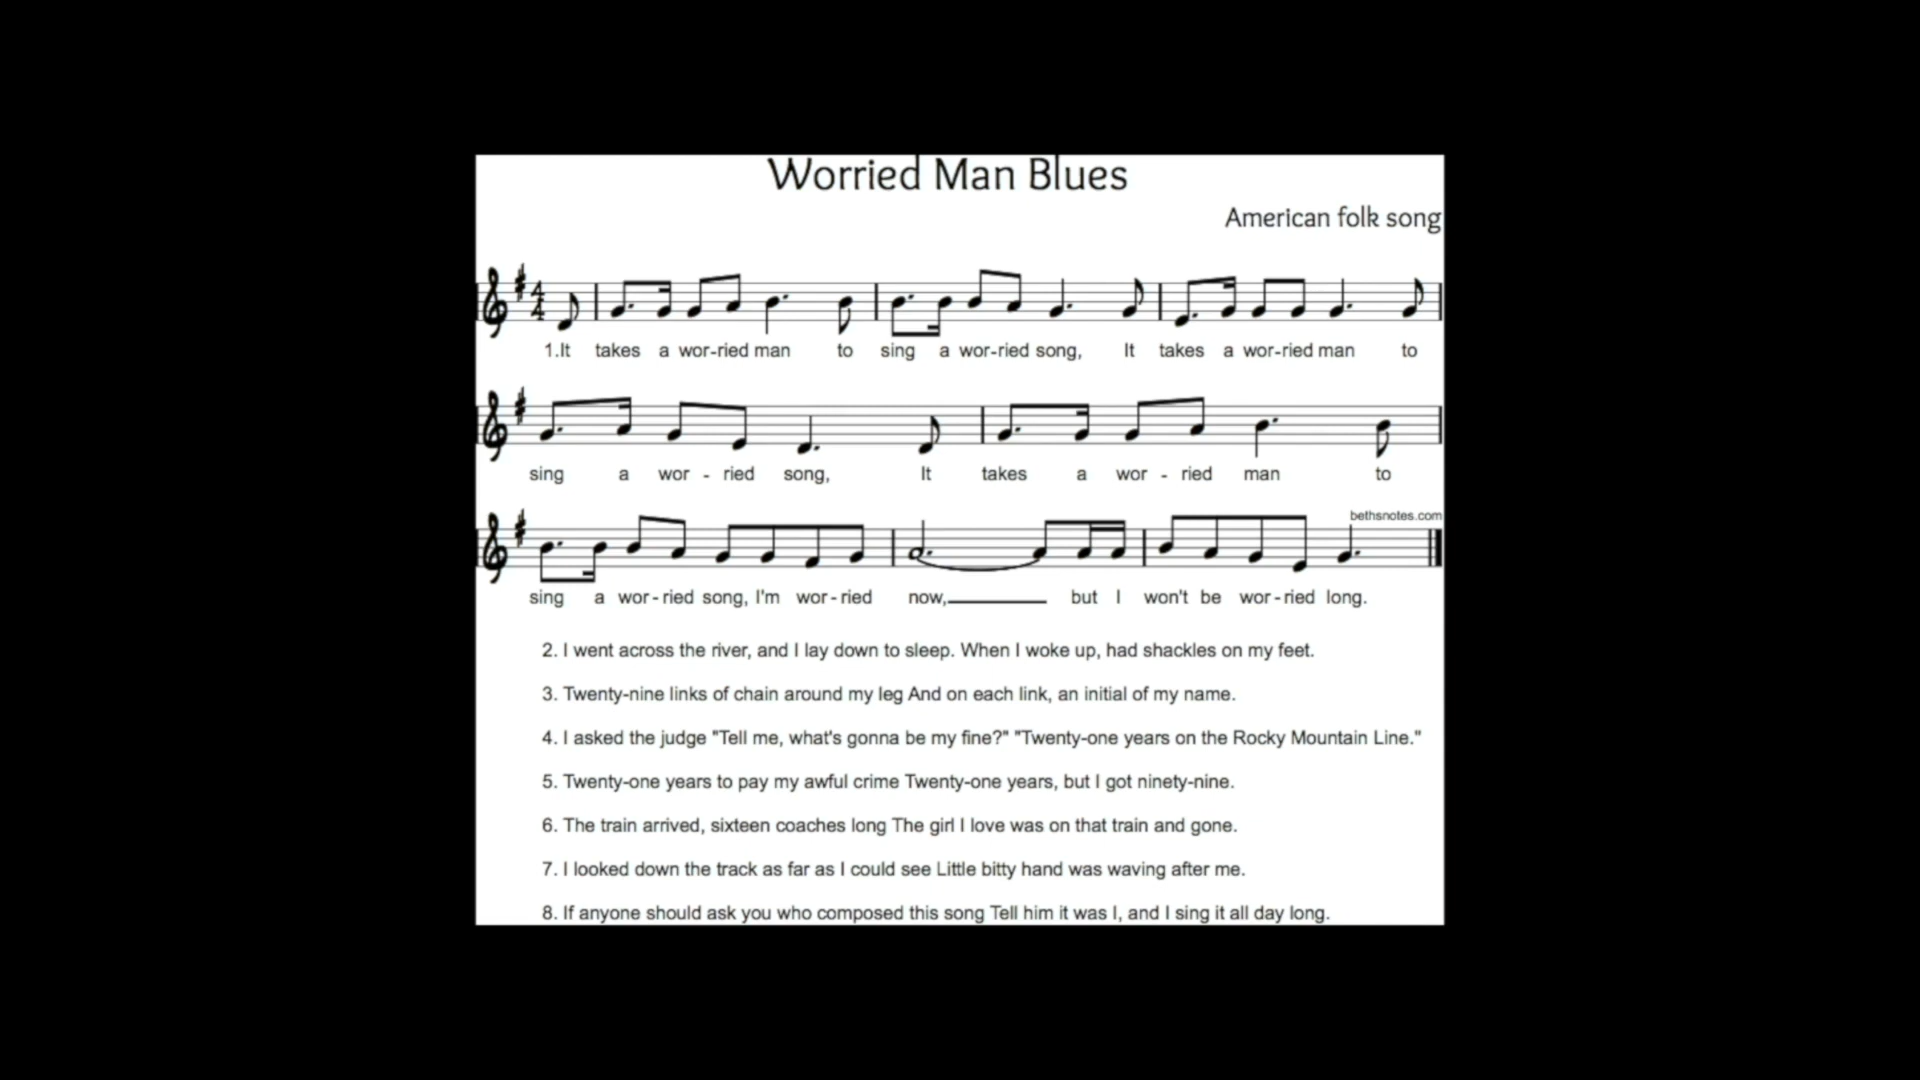 Worried Man Blues
American folk song
4
4
1.It takes a wor-ried man to sing a wor-ried song, It takes a wor-ried man to
sing a wor - ried song, It takes a wor - ried man to
bethsnotes.com
sing a wor-ried song, I'm wor-ried now, but I won't be wor-ried long.
2. I went across the river, and I lay down to sleep. When I woke up, had shackles on my feet.
3. Twenty-nine links of chain around my leg And on each link, an initial of my name.
4. I asked the judge "Tell me, what's gonna be my fine?" "Twenty-one years on the Rocky Mountain Line."
5. Twenty-one years to pay my awful crime Twenty-one years, but I got ninety-nine.
6. The train arrived, sixteen coaches long The girl I love was on that train and gone.
7. I looked down the track as far as I could see Little bitty hand was waving after me.
8. If anyone should ask you who composed this song Tell him it was I, and I sing it all day long.